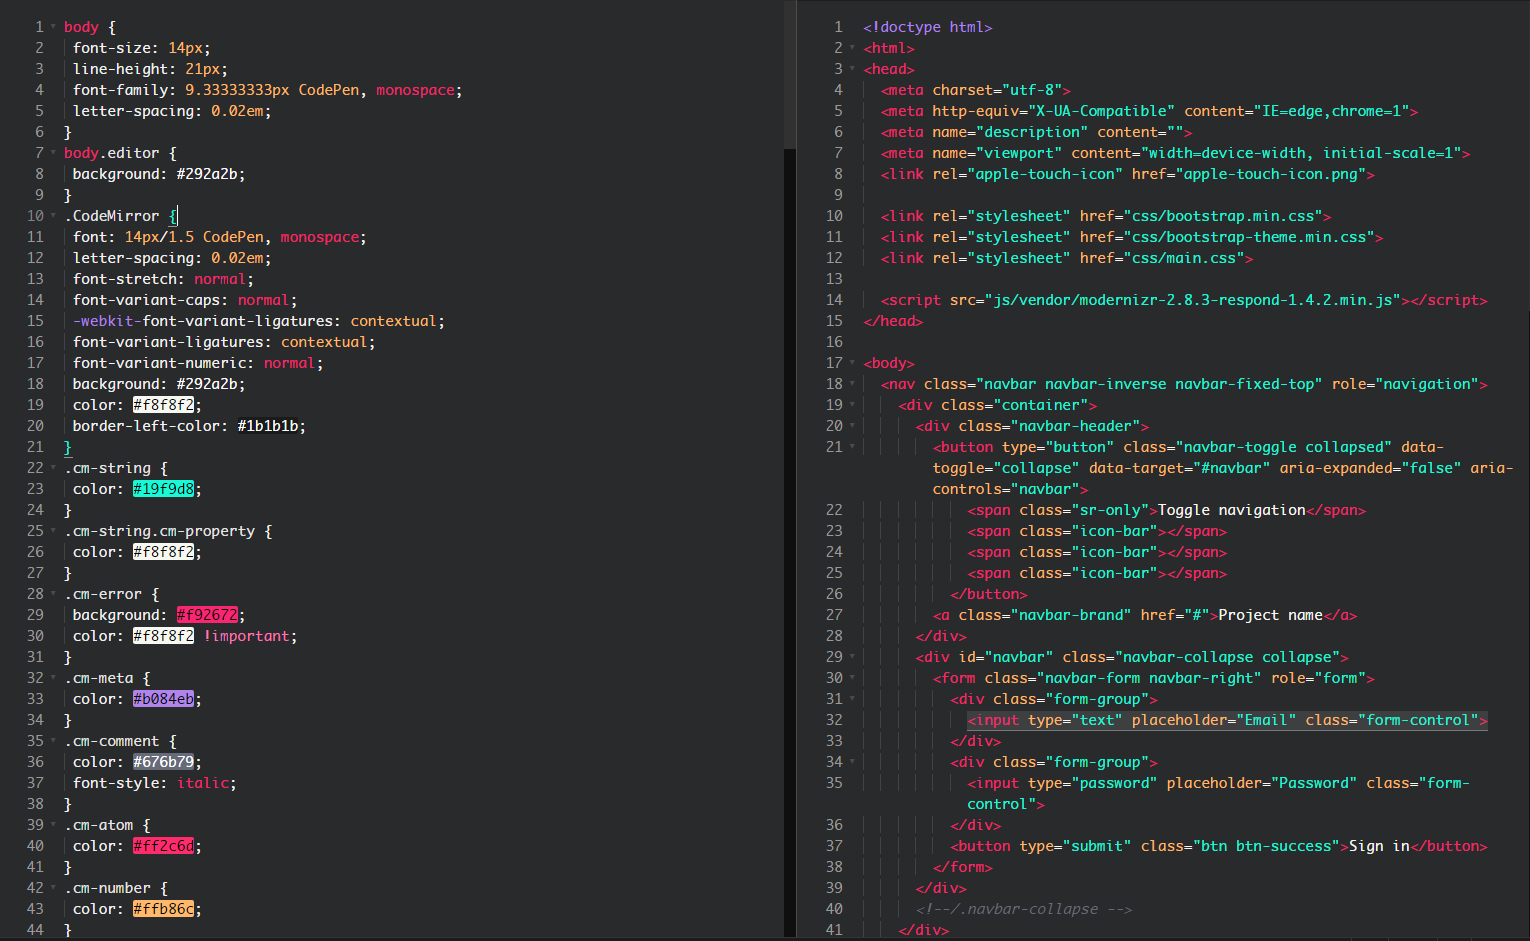 1 body {
2 font-size: 14px;
3 line-height: 21px;
4 font-family: 9.33333333px CodePen, monospace;
5 letter-spacing: 0.02em;
6 }
7 body.editor {
8 background: #292a2b;
9 }
10 .CodeMirror {
11 font: 14px/1.5 CodePen, monospace;
12 letter-spacing: 0.02em;
13 font-stretch: normal;
14 font-variant-caps: normal;
15 -webkit-font-variant-ligatures: contextual;
16 font-variant-ligatures: contextual;
17 font-variant-numeric: normal;
18 background: #292a2b;
19 color: #f8f8f2;
20 border-left-color: #1b1b1b;
21 }
22 .cm-string {
23 color: #19f9d8;
24 }
25 .cm-string.cm-property {
26 color: #f8f8f2;
27 }
28 .cm-error {
29 background: #f92672;
30 color: #f8f8f2 !important;
31 }
32 .cm-meta {
33 color: #b084eb;
34 }
35 .cm-comment {
36 color: #676b79;
37 font-style: italic;
38 }
39 .cm-atom {
40 color: #ff2c6d;
41 }
42 .cm-number {
43 color: #ffb86c;
44 }
1 <!doctype html>
2 <html>
3 <head>
4 <meta charset="utf-8">
5 <meta http-equiv="X-UA-Compatible" content="IE=edge,chrome=1">
6 <meta name="description" content="">
7 <meta name="viewport" content="width=device-width, initial-scale=1">
8 <link rel="apple-touch-icon" href="apple-touch-icon.png">
9
10 <link rel="stylesheet" href="css/bootstrap.min.css">
11 <link rel="stylesheet" href="css/bootstrap-theme.min.css">
12 <link rel="stylesheet" href="css/main.css">
13
14 <script src="js/vendor/modernizr-2.8.3-respond-1.4.2.min.js"></script>
15 </head>
16
17 <body>
18 <nav class="navbar navbar-inverse navbar-fixed-top" role="navigation">
19 <div class="container">
20 <div class="navbar-header">
21 <button type="button" class="navbar-toggle collapsed" data-
toggle="collapse" data-target="#navbar" aria-expanded="false" aria-
controls="navbar">
22 <span class="sr-only">Toggle navigation</span>
23 <span class="icon-bar"></span>
24 <span class="icon-bar"></span>
25 <span class="icon-bar"></span>
26 </button>
27 <a class="navbar-brand" href="#">Project name</a>
28 </div>
29 <div id="navbar" class="navbar-collapse collapse">
30 <form class="navbar-form navbar-right" role="form">
31 <div class="form-group">
32 <input type="text" placeholder="Email" class="form-control">
33 </div>
34 <div class="form-group">
35 <input type="password" placeholder="Password" class="form-
control">
36 </div>
37 <button type="submit" class="btn btn-success">Sign in</button>
38 </form>
39 </div>
40 <!--/.navbar-collapse -->
41 </div>